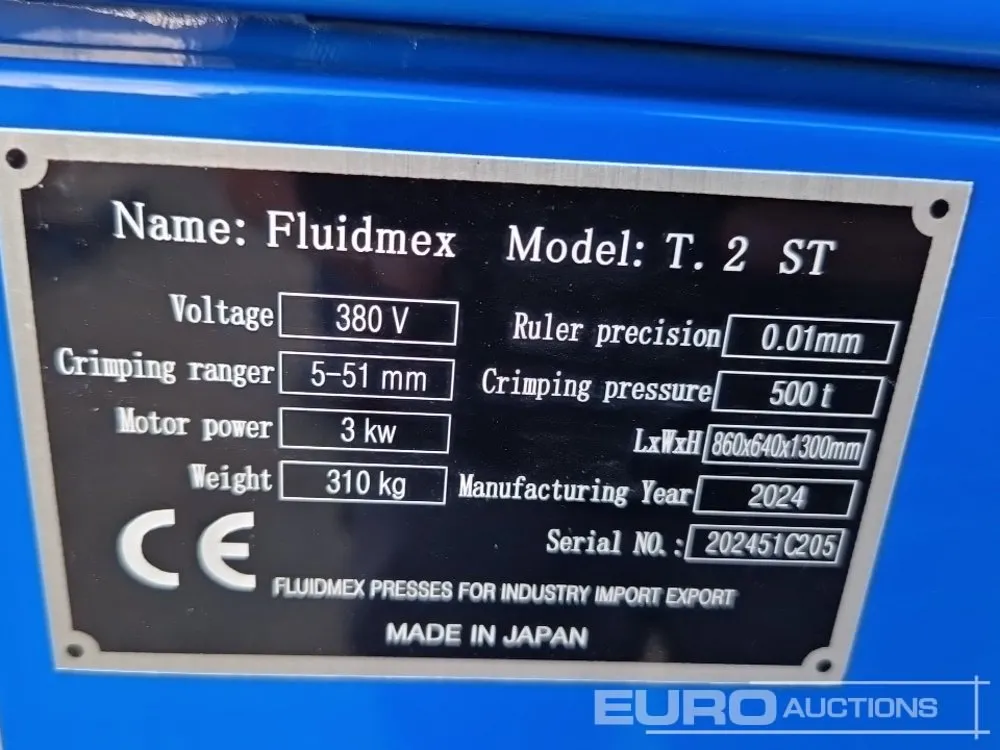 Name: Fluidmex Model: T. 2 ST
Voltage 380 V Ruler precision 0.01mm
Crimping ranger 5-51 mm Crimping pressure 500 t
Motor power 3 kw LxWxH 860x640x1300mm
Weight 310 kg Manufacturing Year 2024
Serial NO.: 202451C205
CE
FLUIDMEX PRESSES FOR INDUSTRY IMPORT EXPORT
MADE IN JAPAN
EURO AUCTIONS